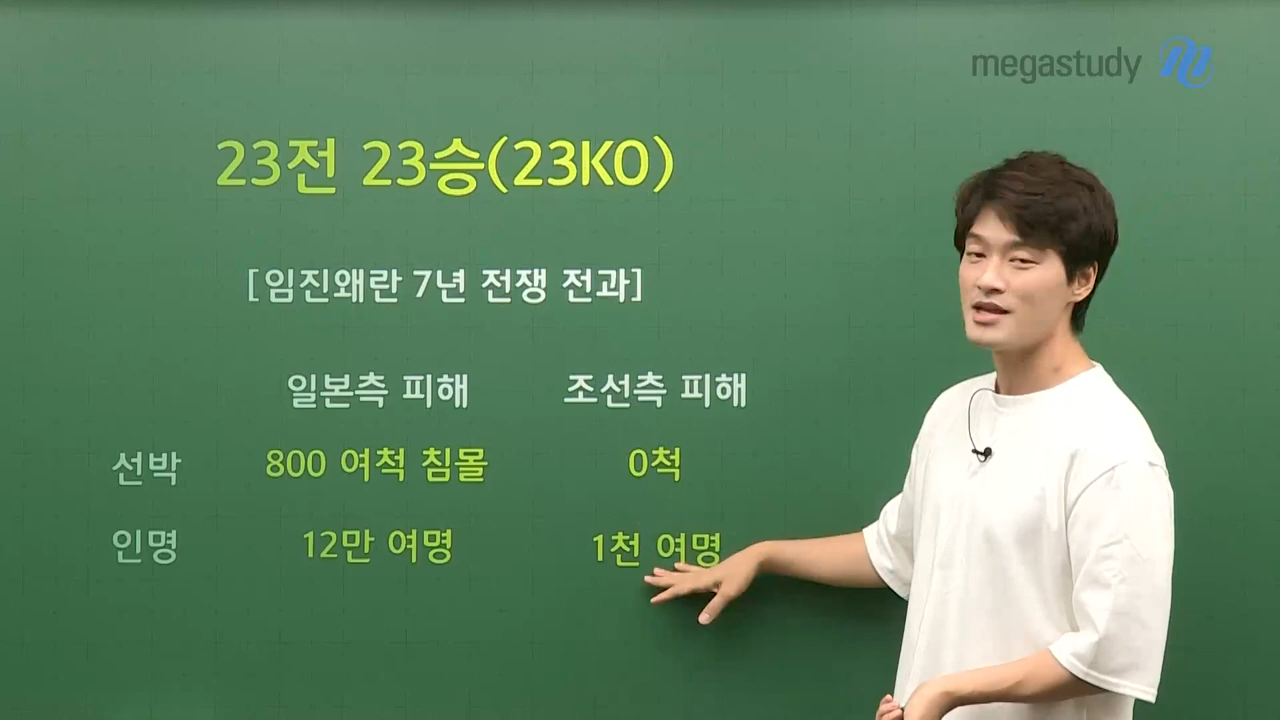 megastudy
23전 23승(23KO)
[임진왜란 7년 전쟁 전과]
일본측 피해 조선측 피해
선박 800 여척 침몰 0척
인명 12만 여명 1천 여명